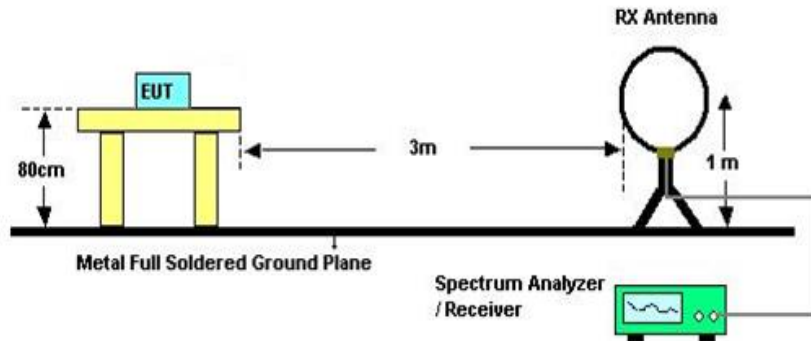 RX Antenna
EUT
3m
80cm
1 m
Metal Full Soldered Ground Plane
Spectrum Analyzer
/ Receiver